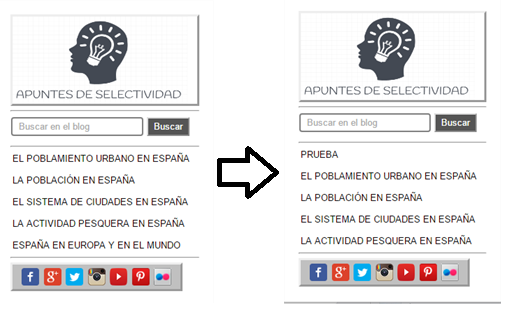 APUNTES DE SELECTIVIDAD
Buscar en el blog Buscar
EL POBLAMIENTO URBANO EN ESPAÑA
LA POBLACIÓN EN ESPAÑA
EL SISTEMA DE CIUDADES EN ESPAÑA
LA ACTIVIDAD PESQUERA EN ESPAÑA
ESPAÑA EN EUROPA Y EN EL MUNDO
APUNTES DE SELECTIVIDAD
Buscar en el blog Buscar
PRUEBA
EL POBLAMIENTO URBANO EN ESPAÑA
LA POBLACIÓN EN ESPAÑA
EL SISTEMA DE CIUDADES EN ESPAÑA
LA ACTIVIDAD PESQUERA EN ESPAÑA